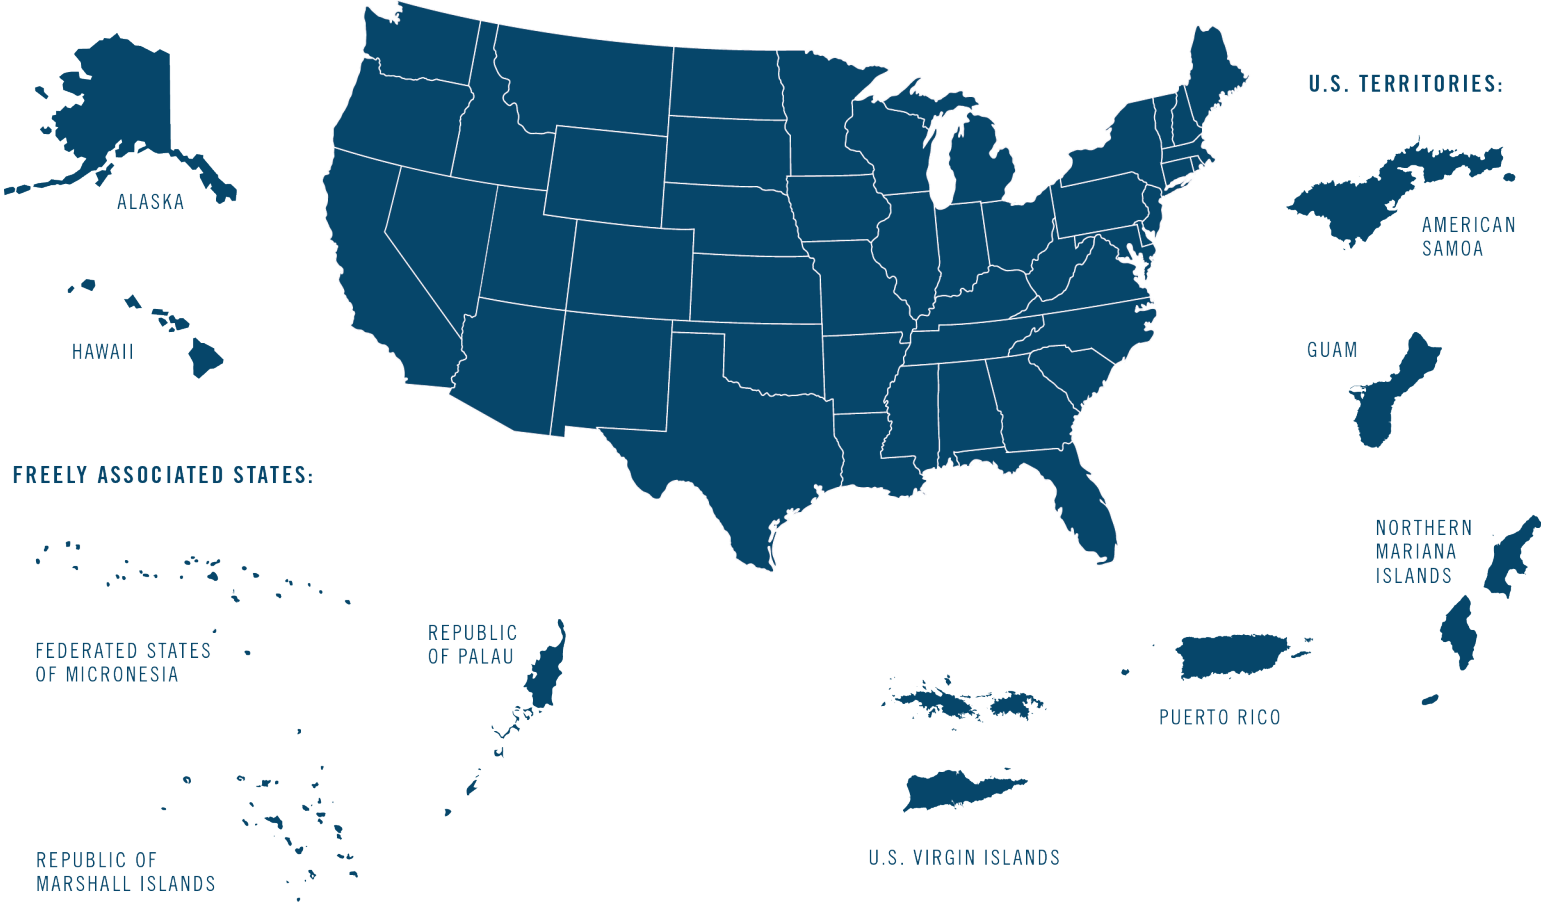 U.S. TERRITORIES:
ALASKA
AMERICAN
SAMOA
HAWAII
GUAM
FREELY ASSOCIATED STATES:
NORTHERN
MARIANA
ISLANDS
FEDERATED STATES
OF MICRONESIA
REPUBLIC
OF PALAU
PUERTO RICO
U.S. VIRGIN ISLANDS
REPUBLIC OF
MARSHALL ISLANDS